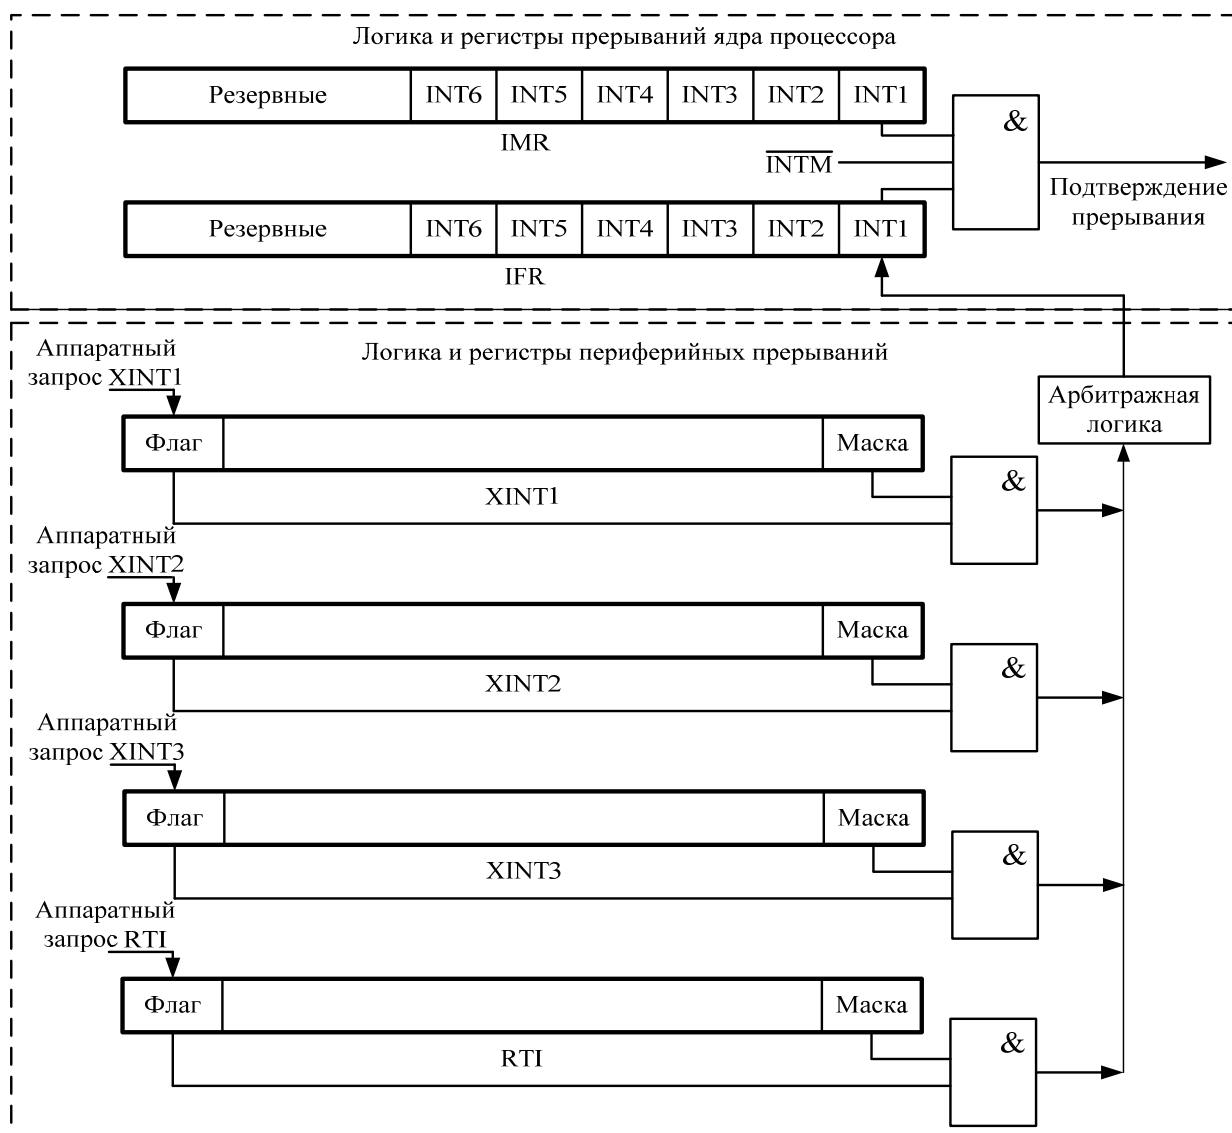 Логика и регистры прерываний ядра процессора
Резервные INT6 INT5 INT4 INT3 INT2 INT1
&
IMR
INTM
Подтверждение
прерывания
Резервные INT6 INT5 INT4 INT3 INT2 INT1
IFR
Логика и регистры периферийных прерываний
Аппаратный
запрос XINT1
Арбитражная
логика
Флаг Маска
&
XINT1
Аппаратный
запрос XINT2
Флаг Маска
&
XINT2
Аппаратный
запрос XINT3
Флаг Маска
&
XINT3
Аппаратный
запрос RTI
Флаг Маска
&
RTI